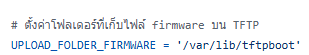 # ตั้งค่าโฟลเดอร์ที่เก็บไฟล์ firmware บน TFTP
UPLOAD_FOLDER_FIRMWARE = '/var/lib/tftpboot'